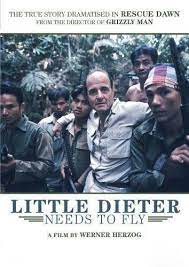 THE TRUE STORY DRAMATISED IN RESCUE DAWN
FROM THE DIRECTOR OF GRIZZLY MAN
LITTLE DIETER
NEEDS TO FLY
A FILM BY WERNER HERZOG